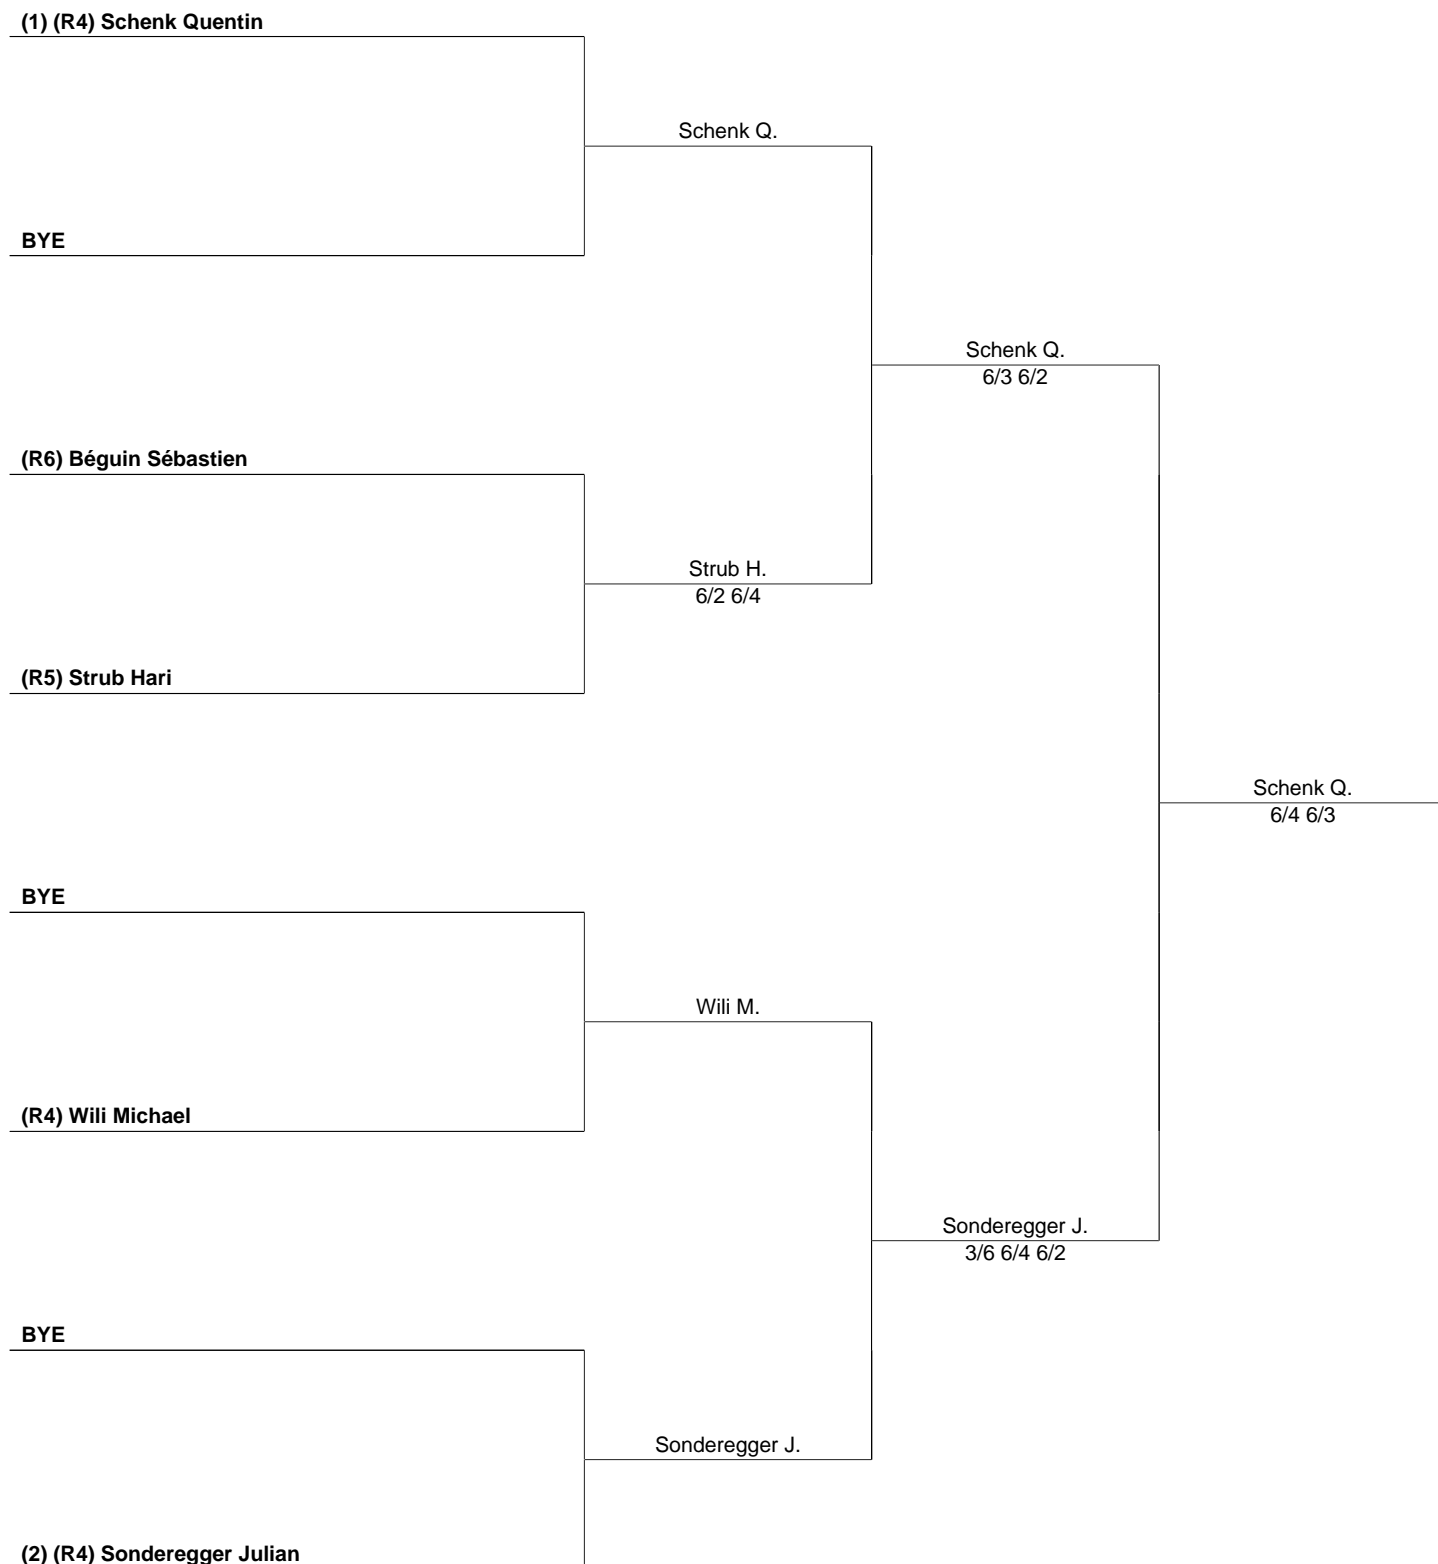 (1) (R4) Schenk Quentin
Schenk Q.
BYE
Schenk Q.
6/3 6/2
(R6) Béguin Sébastien
Strub H.
6/2 6/4
(R5) Strub Hari
Schenk Q.
6/4 6/3
BYE
Wili M.
(R4) Wili Michael
Sonderegger J.
3/6 6/4 6/2
BYE
Sonderegger J.
(2) (R4) Sonderegger Julian